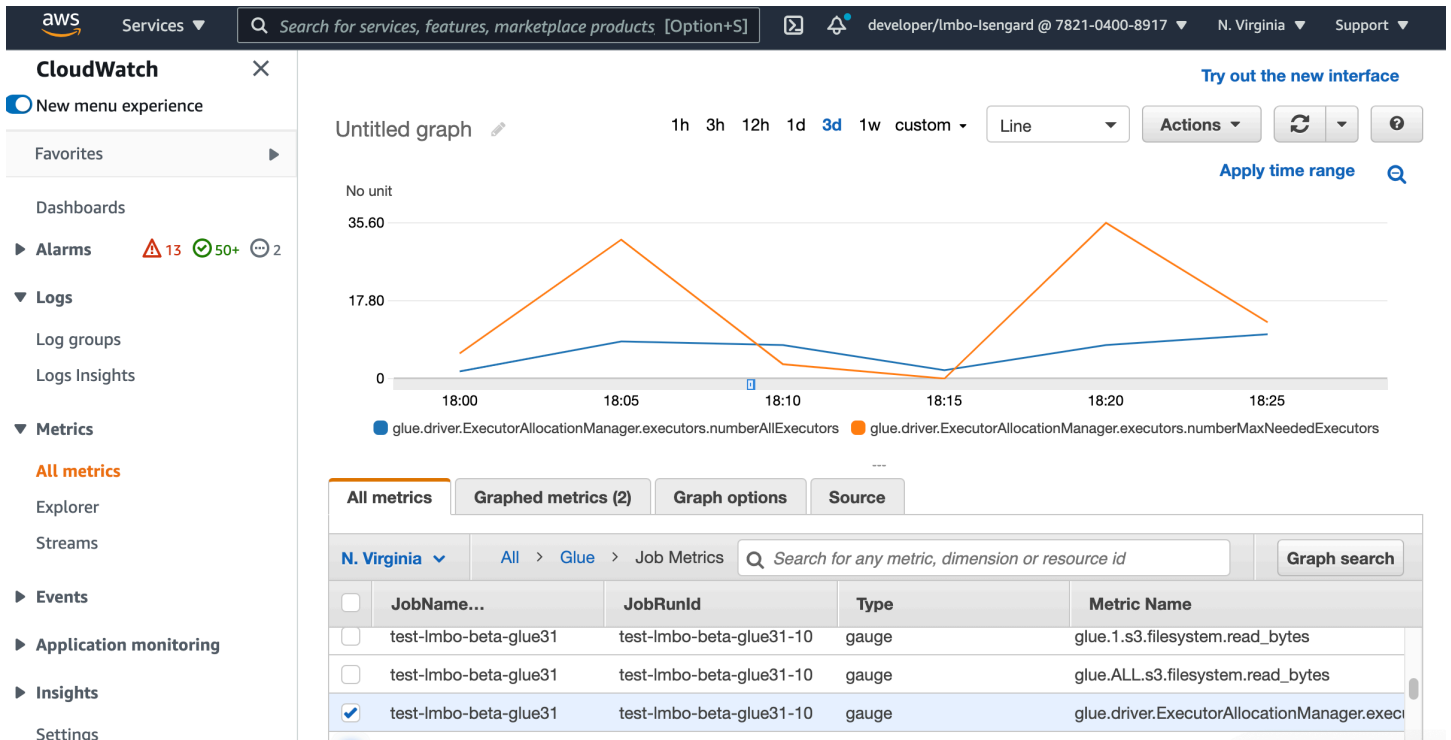 aws Services Search for services, features, marketplace products, [Option+S] developer/lmbo-Isengard @ 7821-0400-8917 N. Virginia Support
CloudWatch
New menu experience
Favorites
Dashboards
Alarms 13 50+ 2
Logs
Log groups
Logs Insights
Metrics
All metrics
Explorer
Streams
Events
Application monitoring
Insights
Settings
Try out the new interface
Untitled graph 1h 3h 12h 1d 3d 1w custom Line Actions
Apply time range
No unit
35.60
17.80
0
18:00 18:05 18:10 18:15 18:20 18:25
glue.driver.ExecutorAllocationManager.executors.numberAllExecutors glue.driver.ExecutorAllocationManager.executors.numberMaxNeededExecutors
All metrics Graphed metrics (2) Graph options Source
N. Virginia All > Glue > Job Metrics Search for any metric, dimension or resource id Graph search
JobName... JobRunId Type Metric Name
test-lmbo-beta-glue31 test-lmbo-beta-glue31-10 gauge glue.1.s3.filesystem.read_bytes
test-lmbo-beta-glue31 test-lmbo-beta-glue31-10 gauge glue.ALL.s3.filesystem.read_bytes
test-lmbo-beta-glue31 test-lmbo-beta-glue31-10 gauge glue.driver.ExecutorAllocationManager.execu